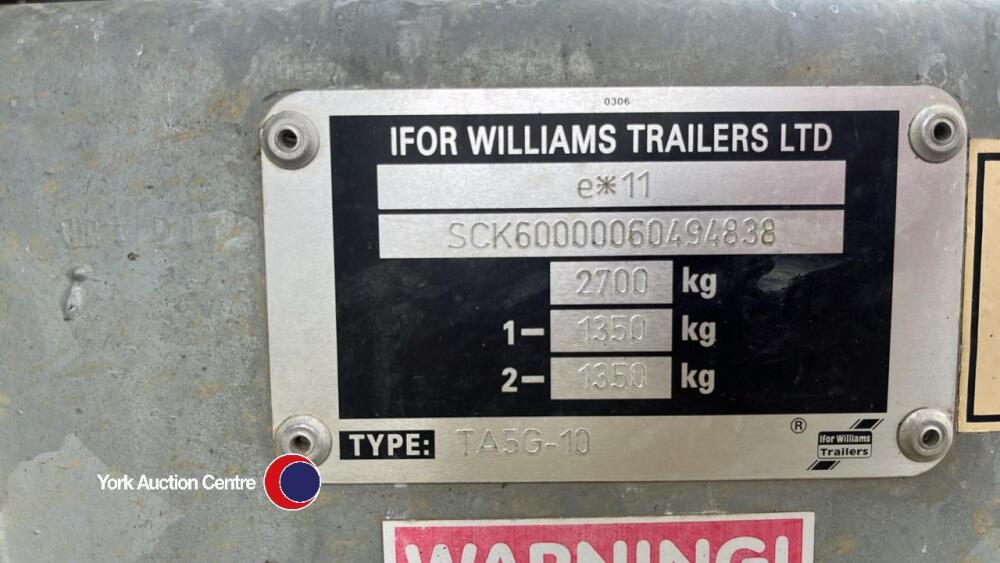 0306
IFOR WILLIAMS TRAILERS LTD
e*11
SCK60000060494838
2700 kg
1- 1350 kg
2- 1350 kg
TYPE: TA5G-10
®
Ifor Williams
Trailers
York Auction Centre
WARNING!